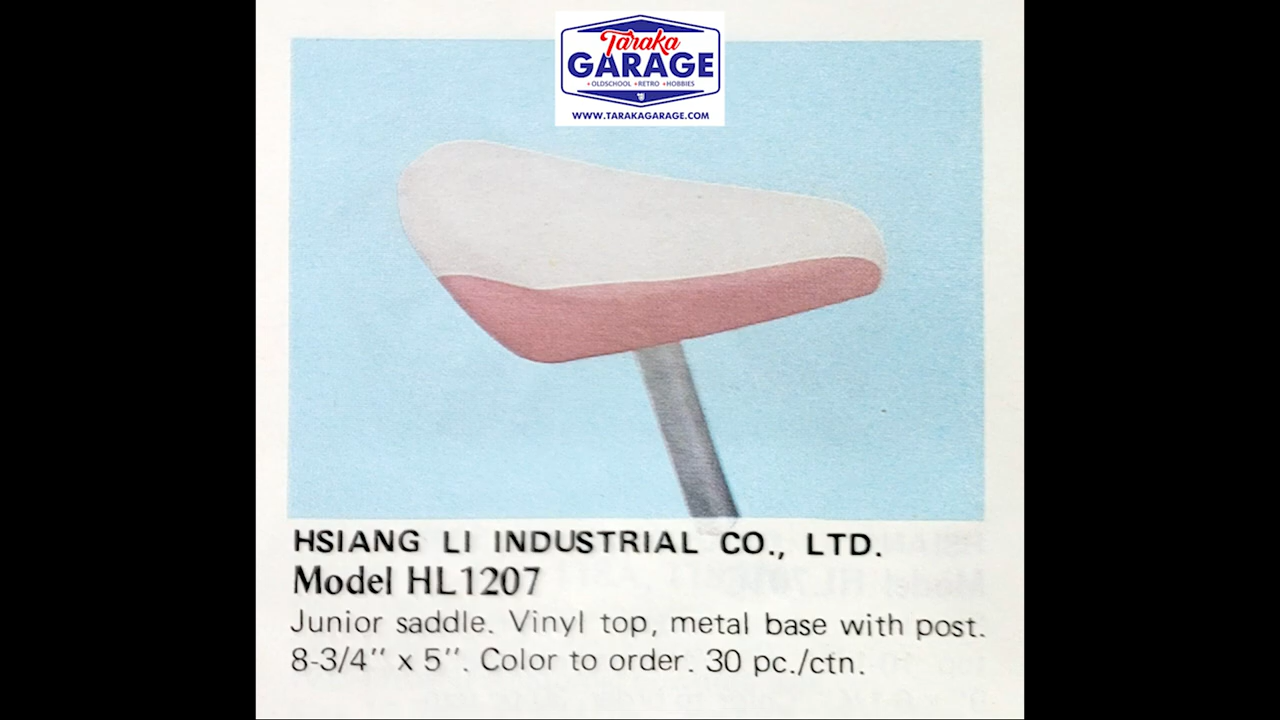 Taraka
GARAGE
• OLDSCHOOL • RETRO • HOBBIES
WWW.TARAKAGARAGE.COM
HSIANG LI INDUSTRIAL CO., LTD.
Model HL1207
Junior saddle. Vinyl top, metal base with post.
8-3/4" x 5". Color to order. 30 pc./ctn.